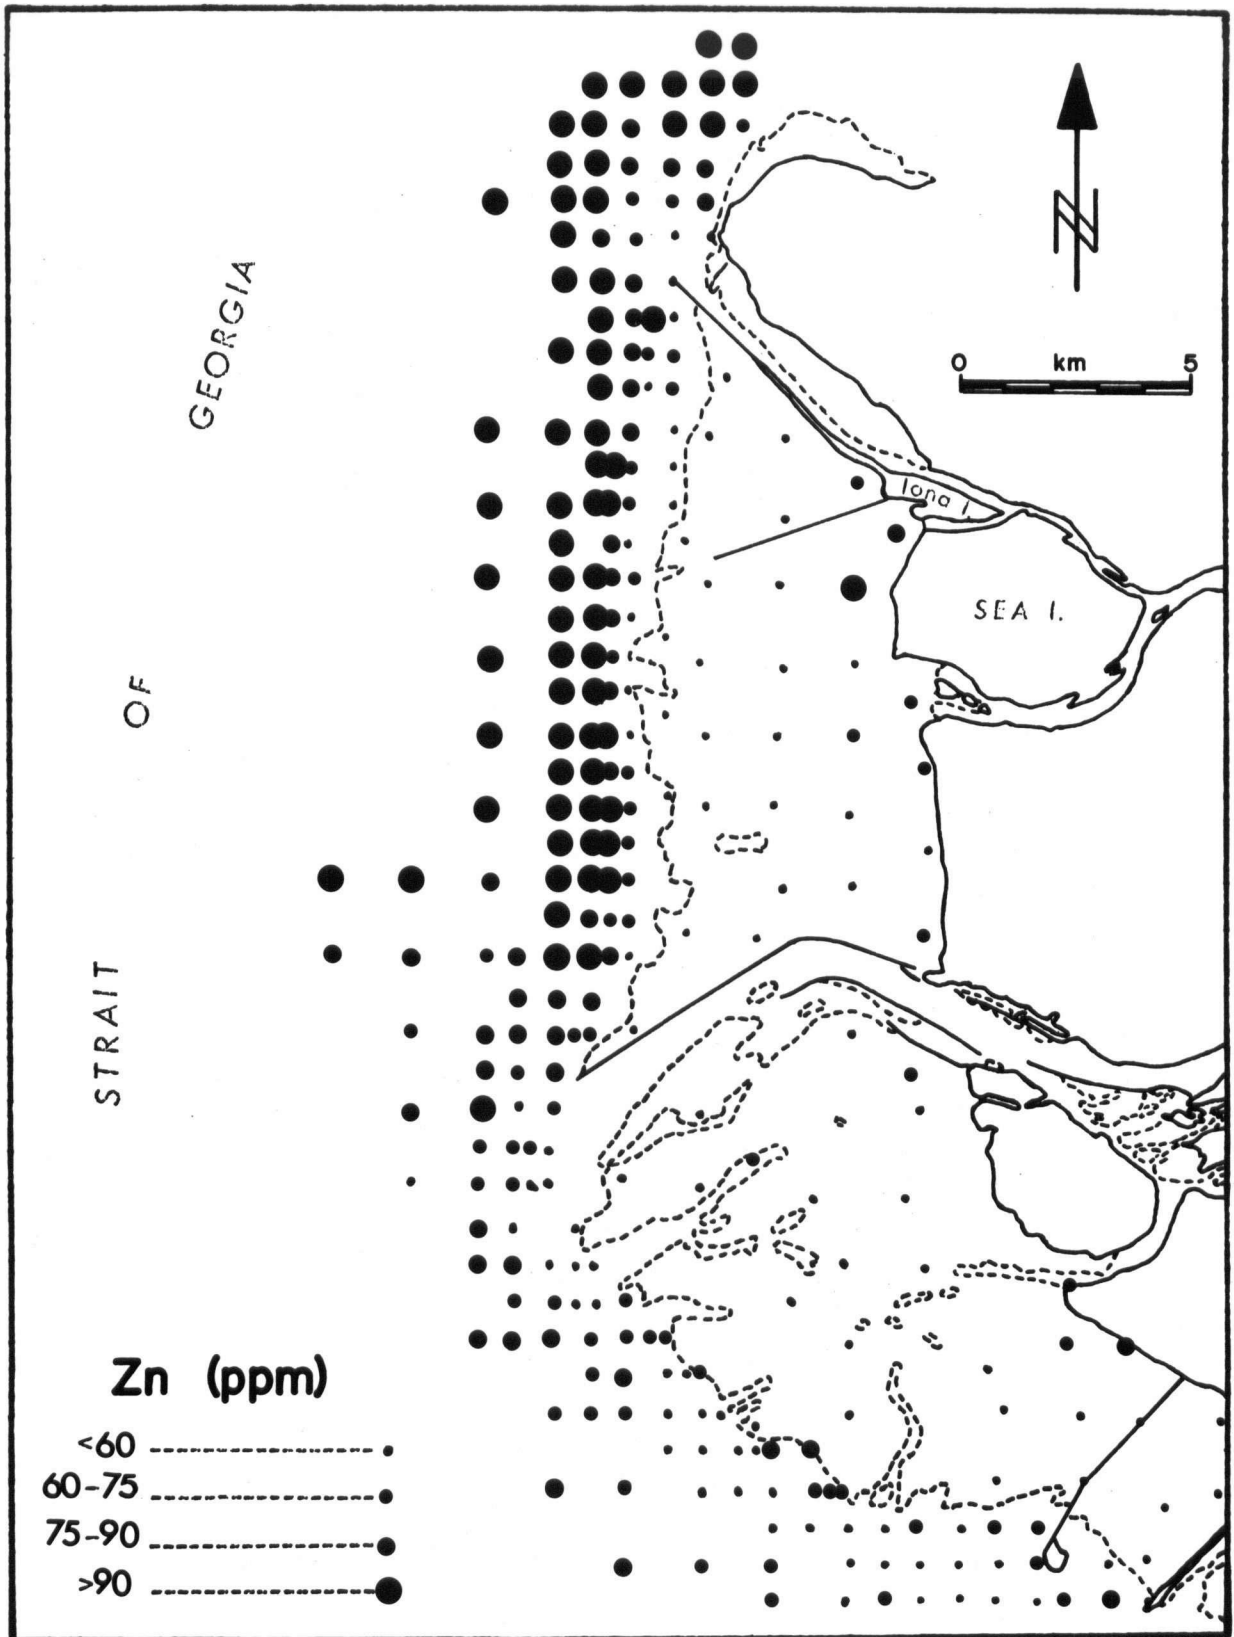 N
0 km 5
GEORGIA
OF
STRAIT
Iona I.
SEA I.
Zn (ppm)
<60
60-75
75-90
>90